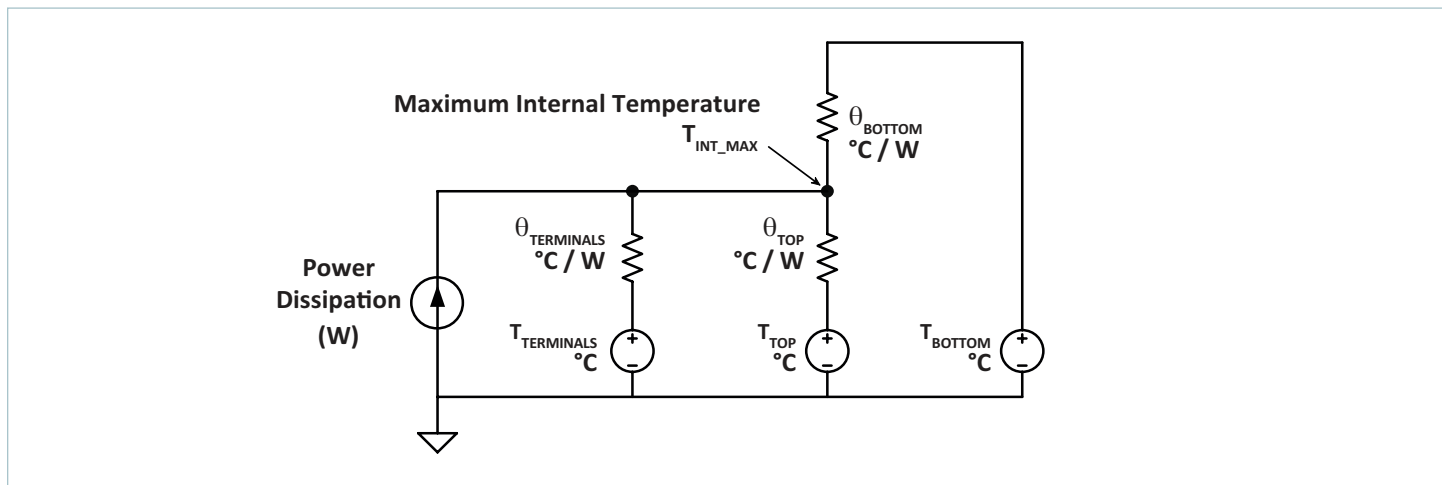 Maximum Internal Temperature
T_INT_MAX
θ_BOTTOM
°C / W
θ_TERMINALS
°C / W
θ_TOP
°C / W
Power
Dissipation
(W)
T_TERMINALS
°C
T_TOP
°C
T_BOTTOM
°C
+
–
+
–
+
–